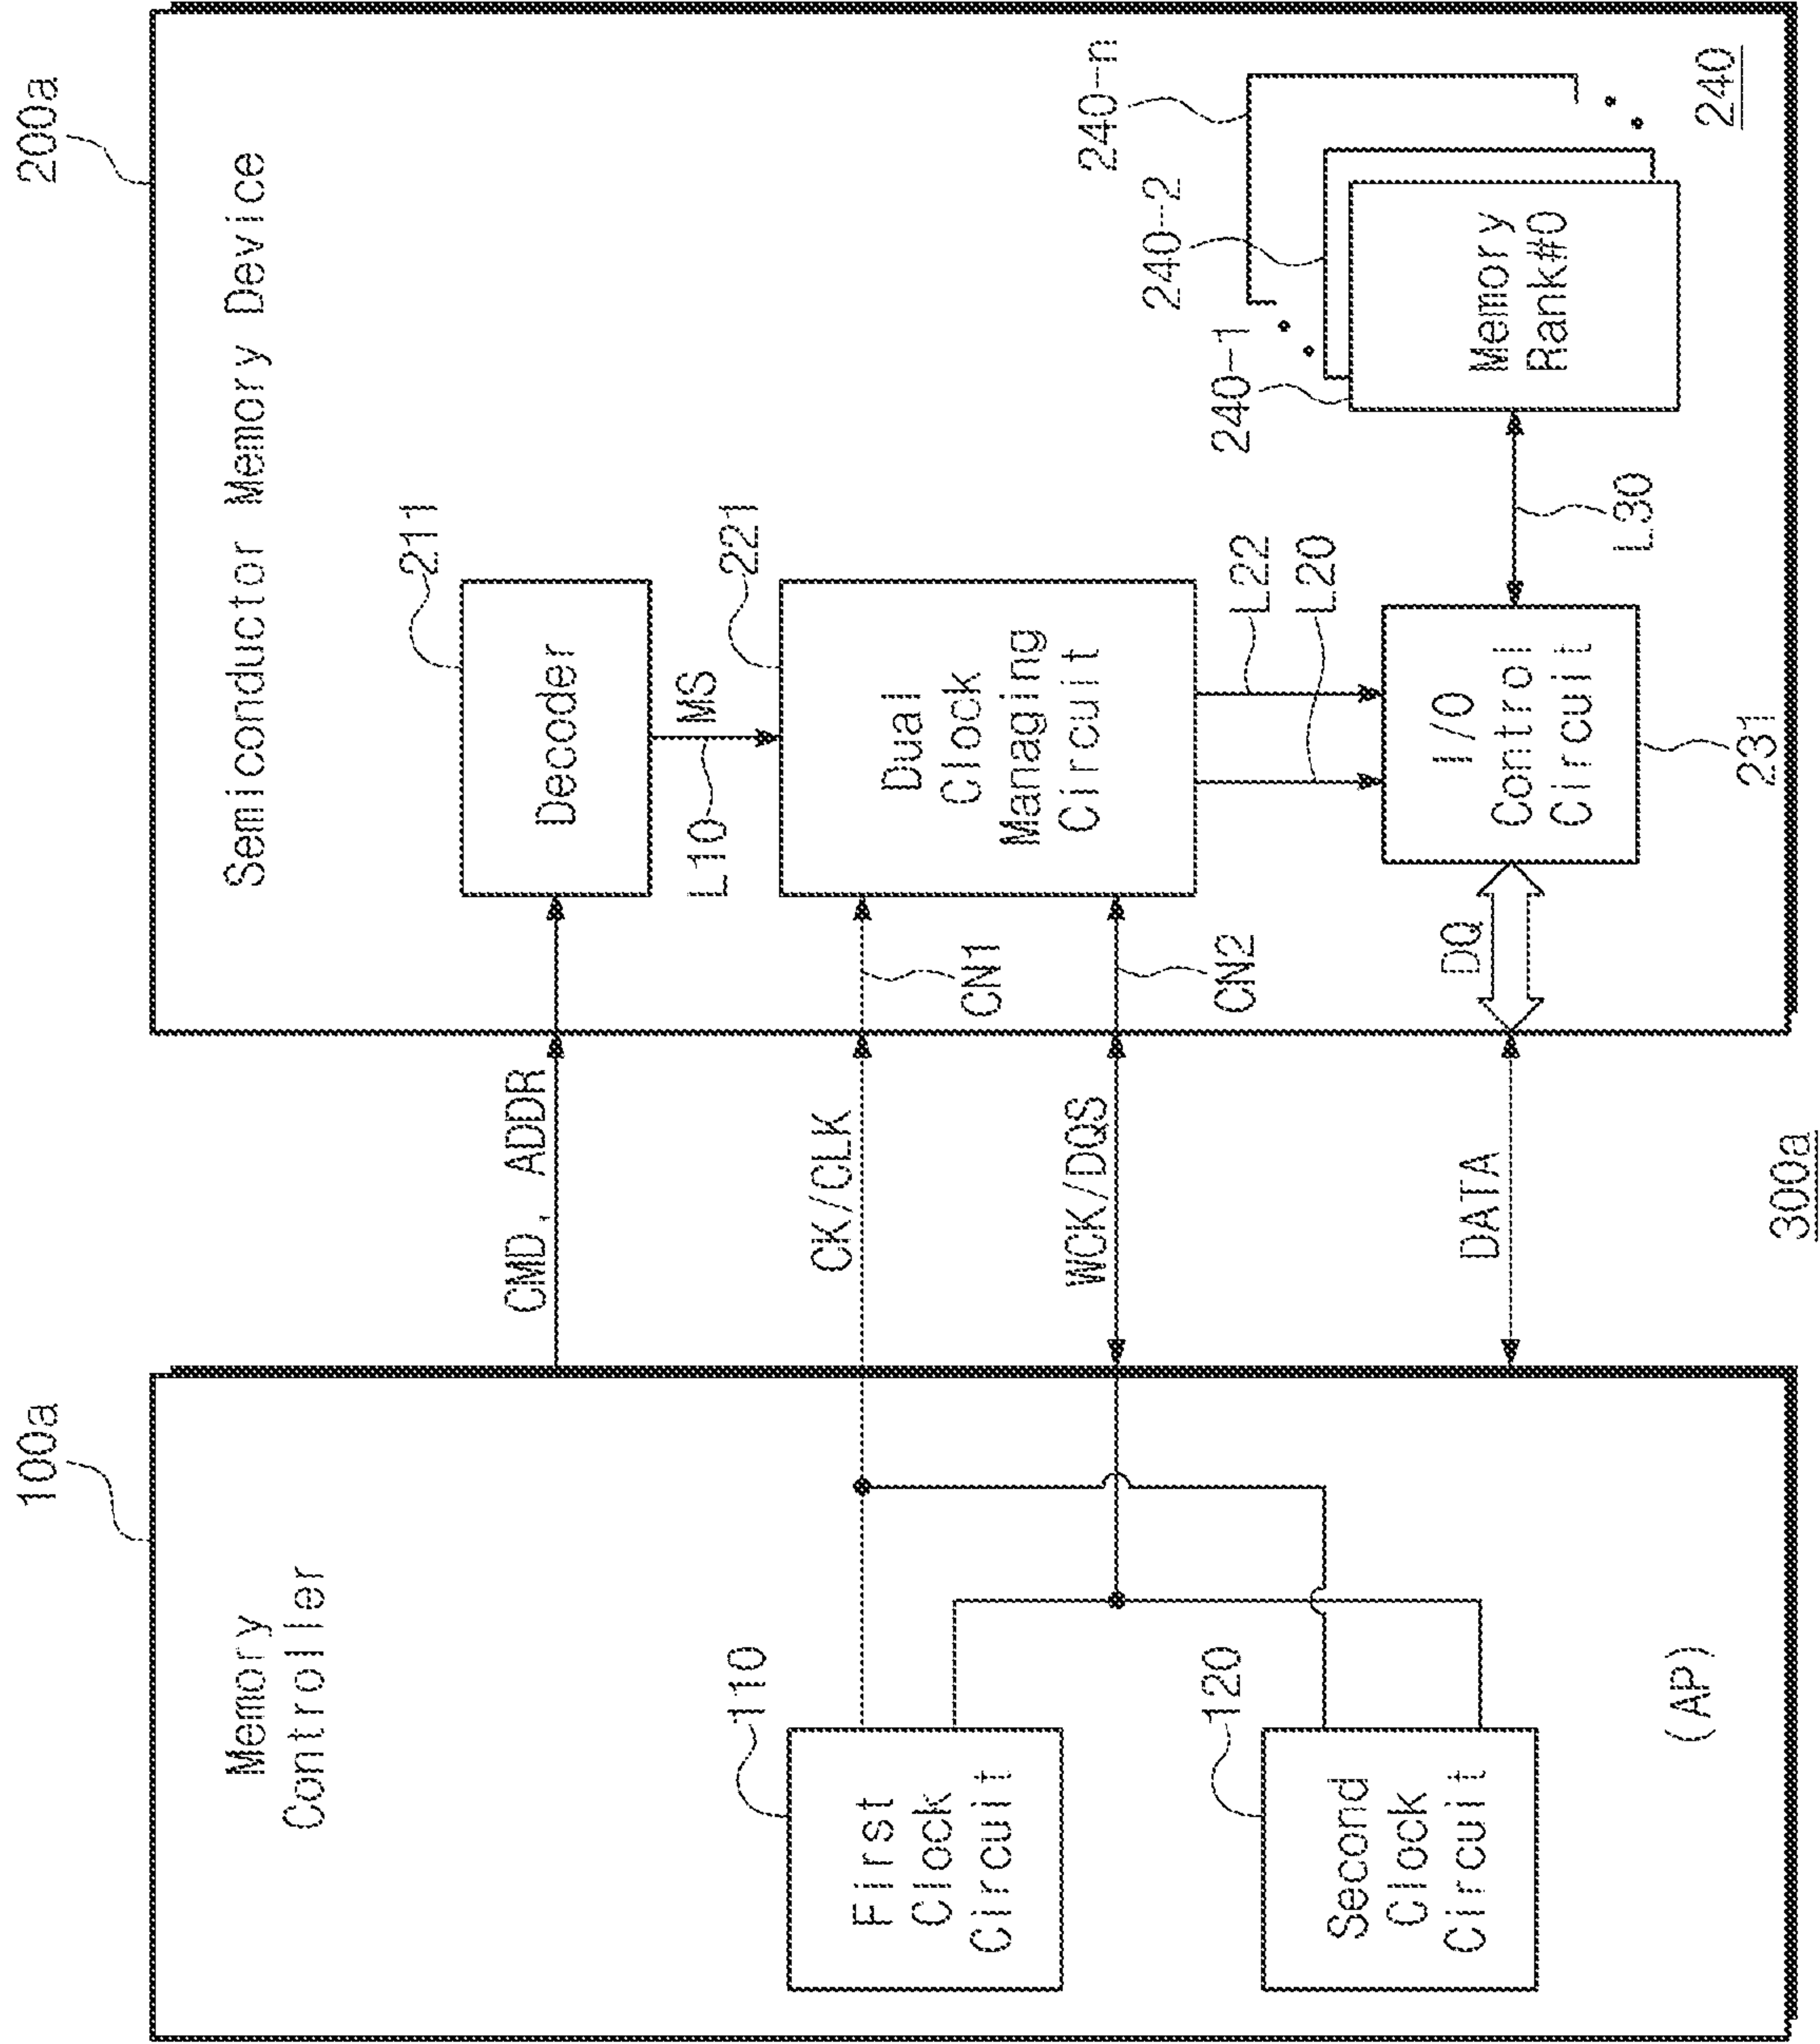 100a
200a
Memory
Controller
Semiconductor Memory Device
CMD, ADDR
Decoder
211
L10
MS
110
First
Clock
Circuit
CK/CLK
CN1
221
Dual
Clock
Managing
Circuit
WCK/DQS
CN2
240-n
240-2
240-1
L22
L20
120
Second
Clock
Circuit
DATA
DQ
I/O
Control
Circuit
231
L30
Memory
Rank#0
(AP)
240
300a